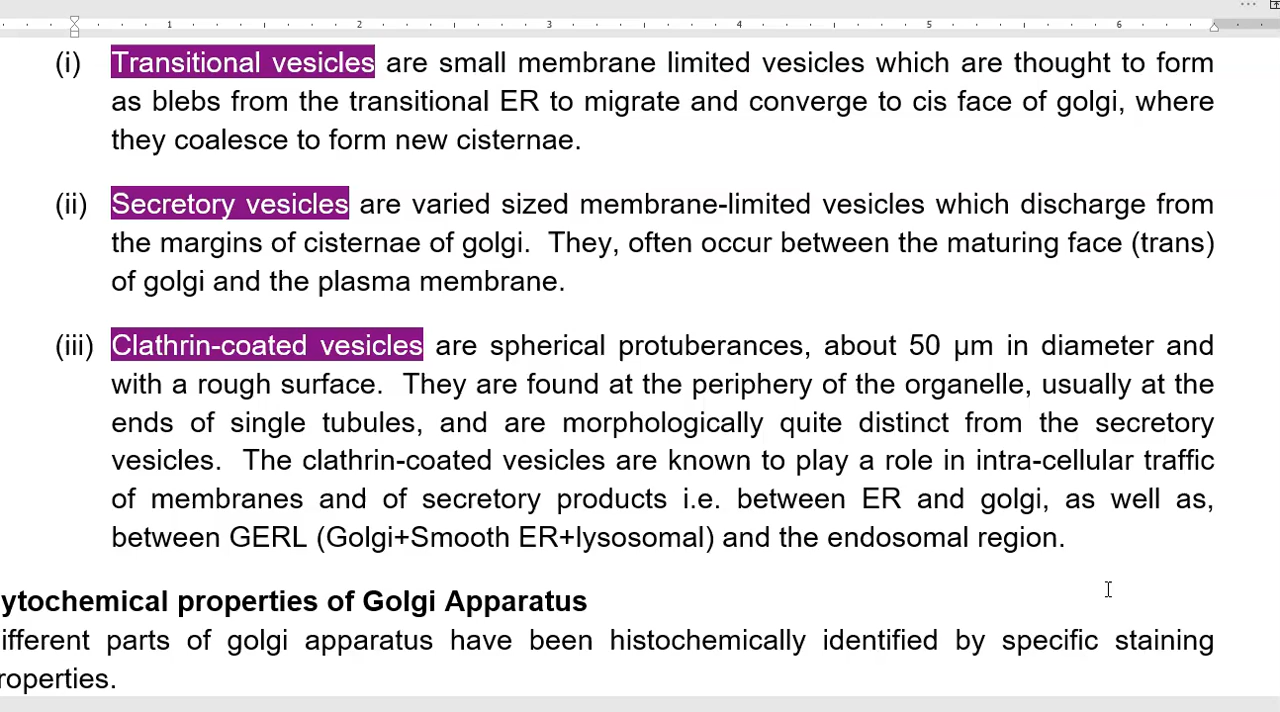 1 2 3 4 5 6
(i) Transitional vesicles are small membrane limited vesicles which are thought to form
as blebs from the transitional ER to migrate and converge to cis face of golgi, where
they coalesce to form new cisternae.
(ii) Secretory vesicles are varied sized membrane-limited vesicles which discharge from
the margins of cisternae of golgi. They, often occur between the maturing face (trans)
of golgi and the plasma membrane.
(iii) Clathrin-coated vesicles are spherical protuberances, about 50 µm in diameter and
with a rough surface. They are found at the periphery of the organelle, usually at the
ends of single tubules, and are morphologically quite distinct from the secretory
vesicles. The clathrin-coated vesicles are known to play a role in intra-cellular traffic
of membranes and of secretory products i.e. between ER and golgi, as well as,
between GERL (Golgi+Smooth ER+lysosomal) and the endosomal region.
ytochemical properties of Golgi Apparatus
ifferent parts of golgi apparatus have been histochemically identified by specific staining
roperties.